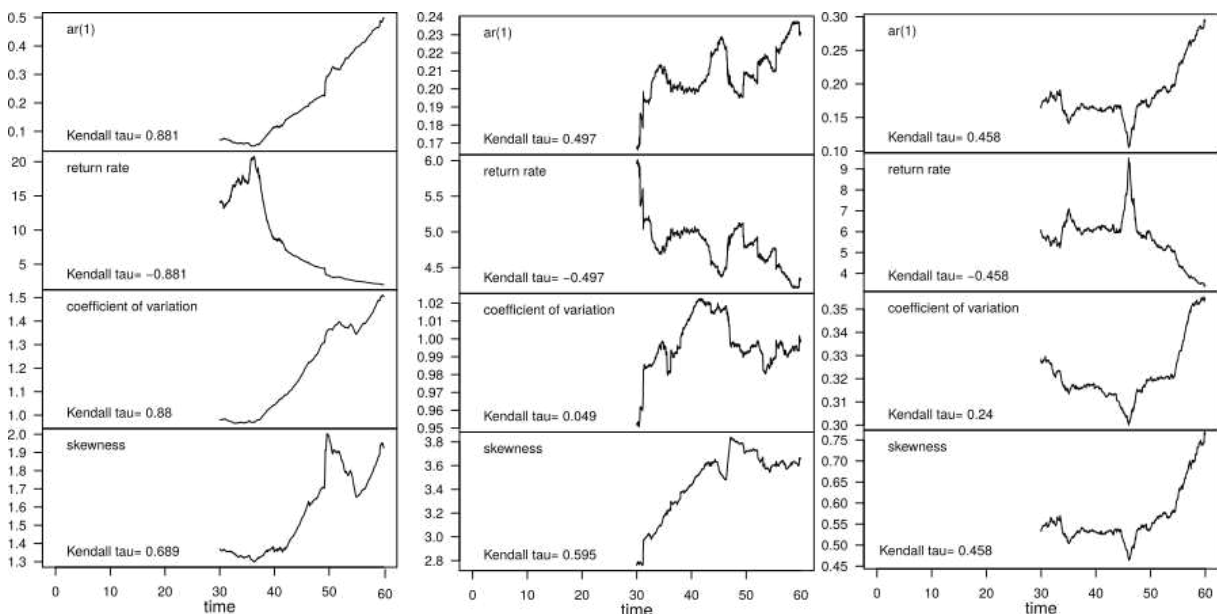 ar(1)
0.5
0.4
0.3
0.2
0.1
Kendall tau= 0.881
return rate
20
15
10
5
Kendall tau= −0.881
coefficient of variation
1.5
1.4
1.3
1.2
1.1
1.0
Kendall tau= 0.88
skewness
2.0
1.9
1.8
1.7
1.6
1.5
1.4
1.3
Kendall tau= 0.689
0 10 20 30 40 50 60
time
ar(1)
0.24
0.23
0.22
0.21
0.20
0.19
0.18
0.17
Kendall tau= 0.497
return rate
6.0
5.5
5.0
4.5
Kendall tau= −0.497
coefficient of variation
1.02
1.00
0.99
0.98
0.96
0.95
Kendall tau= 0.049
skewness
3.8
3.6
3.4
3.2
3.0
2.8
Kendall tau= 0.595
0 10 20 30 40 50 60
time
ar(1)
0.30
0.25
0.20
0.15
0.10
Kendall tau= 0.458
return rate
9
8
7
6
5
4
Kendall tau= −0.458
coefficient of variation
0.35
0.33
0.32
0.30
Kendall tau= 0.24
skewness
0.75
0.70
0.65
0.60
0.55
0.50
0.45
Kendall tau= 0.458
0 10 20 30 40 50 60
time